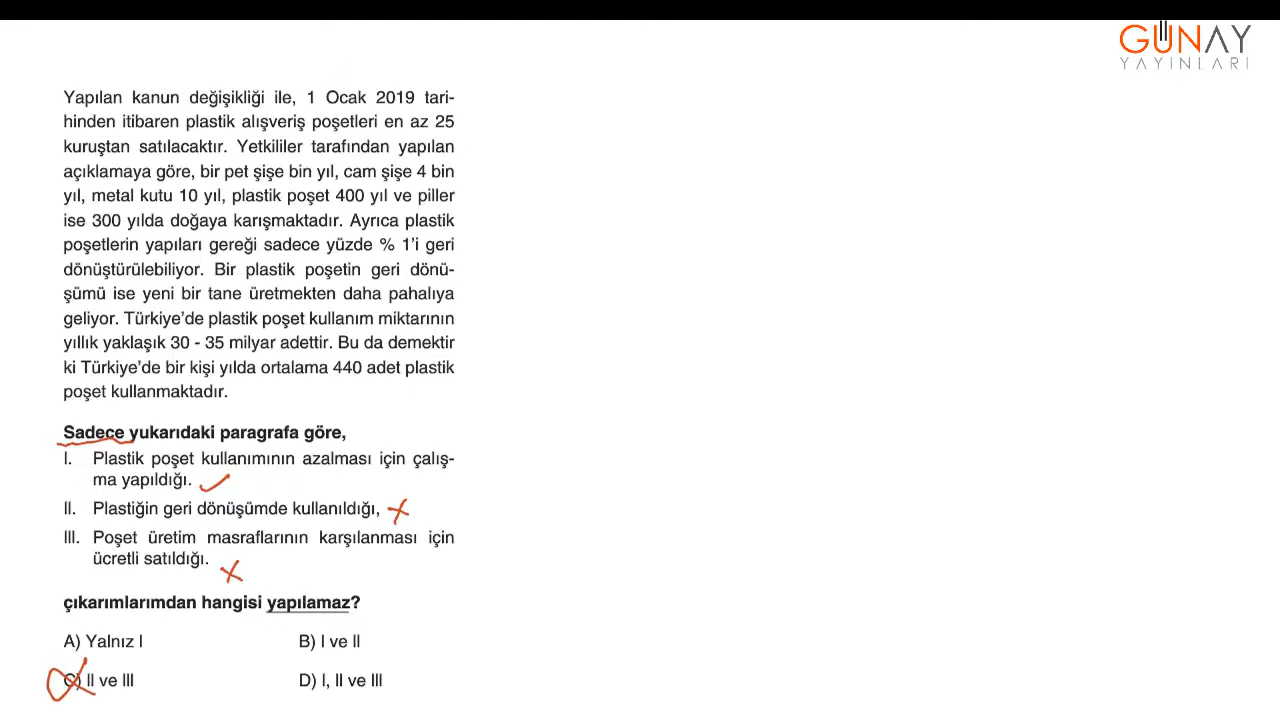 GÜNAY
YAYINLARI
Yapılan kanun değişikliği ile, 1 Ocak 2019 tari-
hinden itibaren plastik alışveriş poşetleri en az 25
kuruştan satılacaktır. Yetkililer tarafından yapılan
açıklamaya göre, bir pet şişe bin yıl, cam şişe 4 bin
yıl, metal kutu 10 yıl, plastik poşet 400 yıl ve piller
ise 300 yılda doğaya karışmaktadır. Ayrıca plastik
poşetlerin yapıları gereği sadece yüzde % 1'i geri
dönüştürülebiliyor. Bir plastik poşetin geri dönü-
şümü ise yeni bir tane üretmekten daha pahalıya
geliyor. Türkiye'de plastik poşet kullanım miktarının
yıllık yaklaşık 30 - 35 milyar adettir. Bu da demektir
ki Türkiye'de bir kişi yılda ortalama 440 adet plastik
poşet kullanmaktadır.
Sadece yukarıdaki paragrafa göre,
I. Plastik poşet kullanımının azalması için çalış-
ma yapıldığı.
II. Plastiğin geri dönüşümde kullanıldığı,
III. Poşet üretim masraflarının karşılanması için
ücretli satıldığı.
çıkarımlarımdan hangisi yapılamaz?
A) Yalnız I B) I ve II
C) II ve III D) I, II ve III